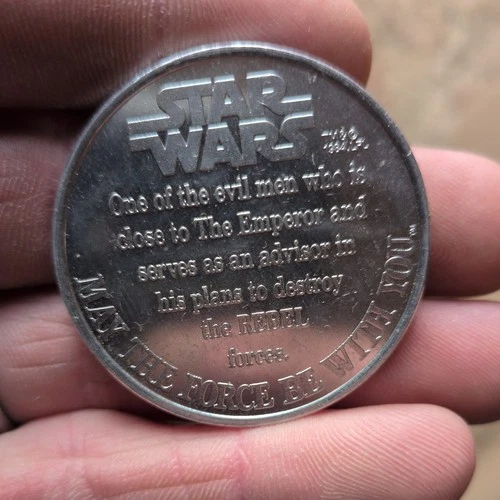 STAR
WARS
TM & ©
One of the evil men who is
close to The Emperor and
serves as an advisor in
his plans to destroy
the REBEL
forces.
MAY THE FORCE BE WITH YOU